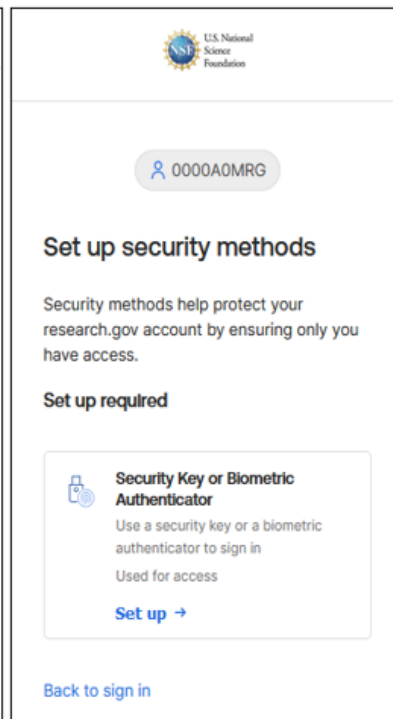 NSF
U.S. National
Science
Foundation
0000A0MRG
Set up security methods
Security methods help protect your
research.gov account by ensuring only you
have access.
Set up required
Security Key or Biometric
Authenticator
Use a security key or a biometric
authenticator to sign in
Used for access
Set up →
Back to sign in